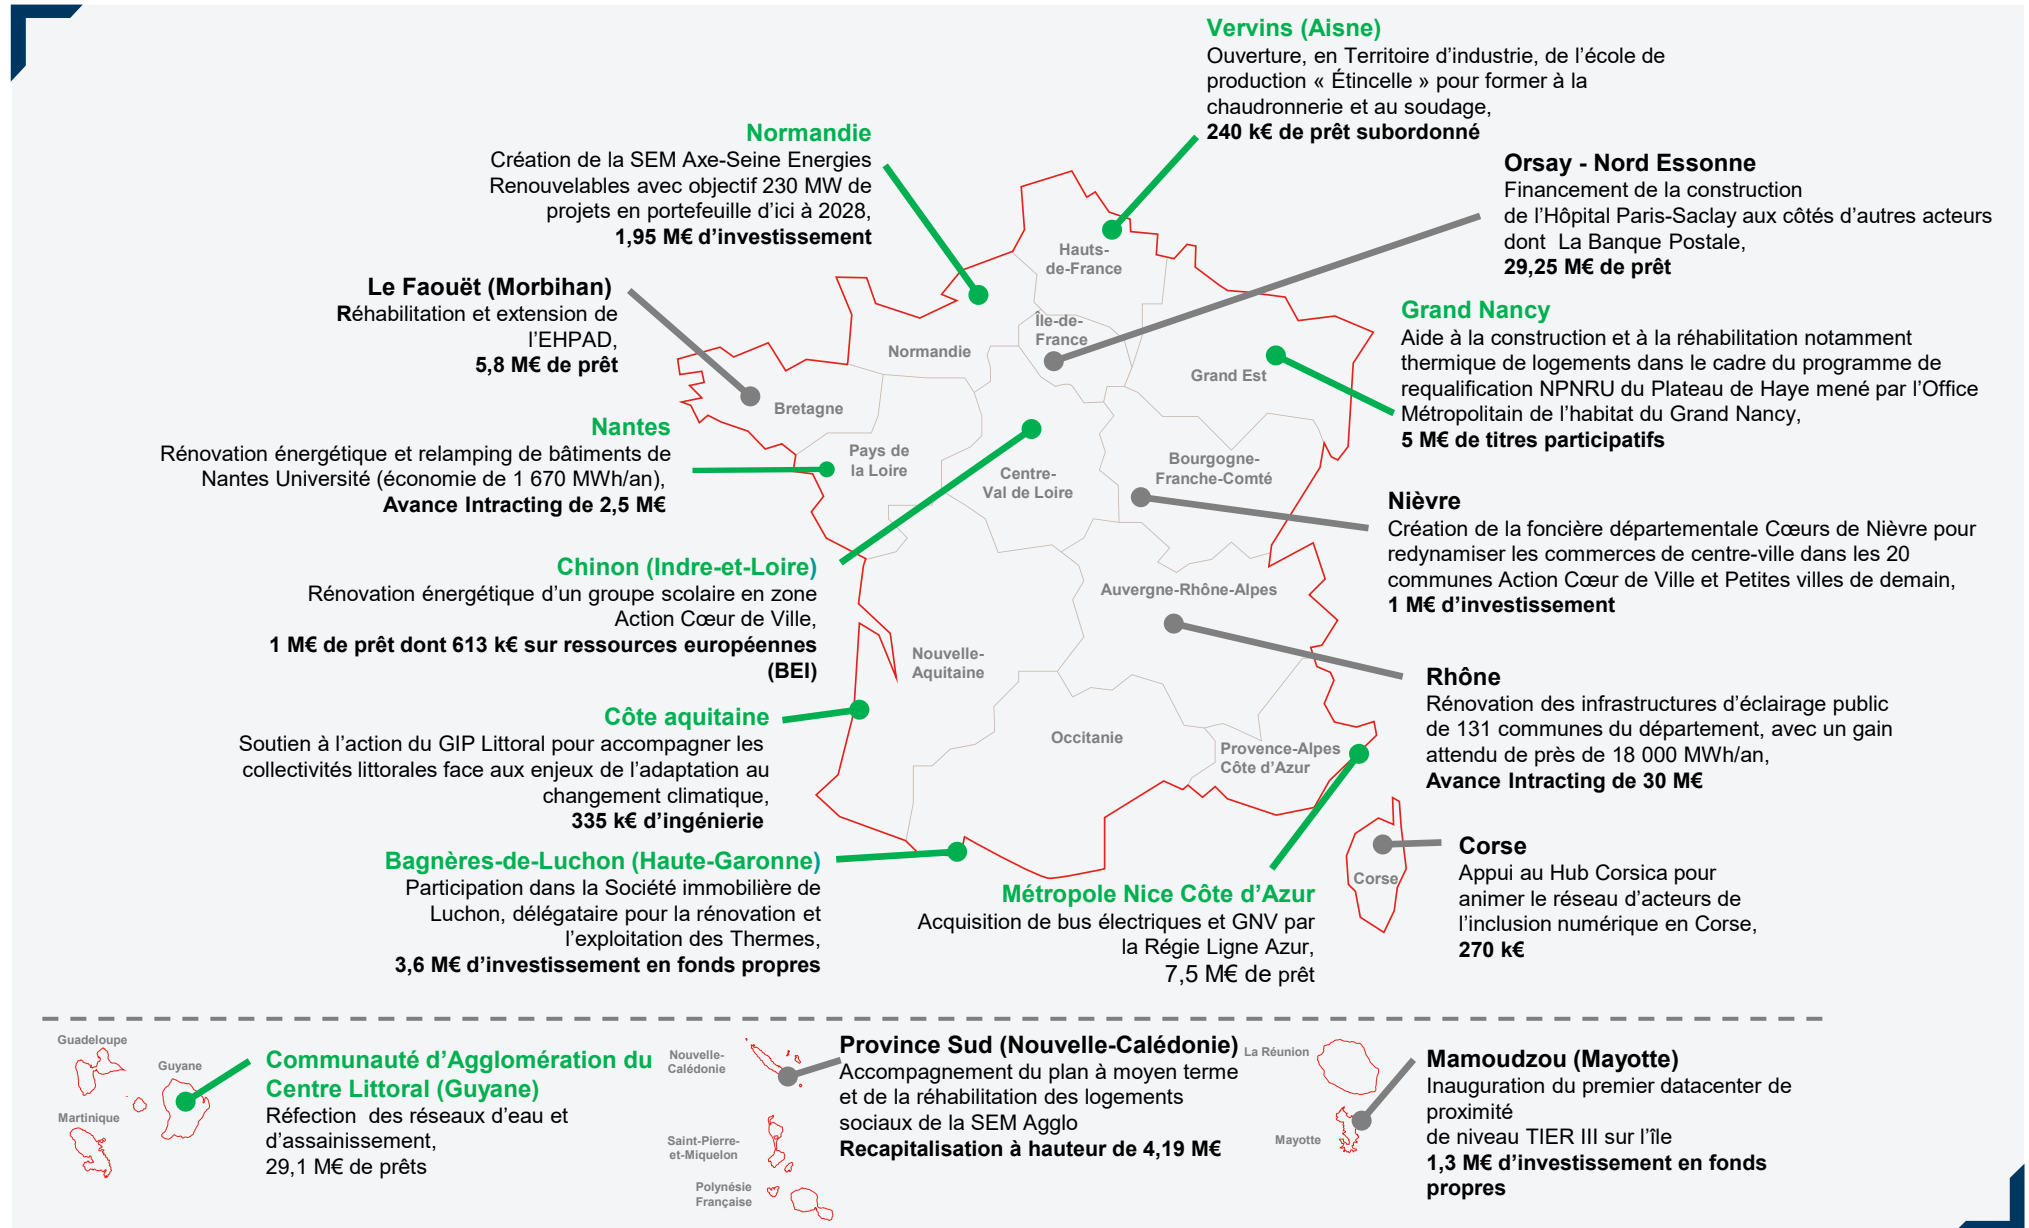 Vervins (Aisne)
Ouverture, en Territoire d’industrie, de l’école de
production « Étincelle » pour former à la
chaudronnerie et au soudage,
240 k€ de prêt subordonné
Normandie
Création de la SEM Axe-Seine Energies
Renouvelables avec objectif 230 MW de
projets en portefeuille d’ici à 2028,
1,95 M€ d’investissement
Orsay - Nord Essonne
Financement de la construction
de l’Hôpital Paris-Saclay aux côtés d’autres acteurs
dont  La Banque Postale,
29,25 M€ de prêt
Le Faouët (Morbihan)
Réhabilitation et extension de
l’EHPAD,
5,8 M€ de prêt
Grand Nancy
Aide à la construction et à la réhabilitation notamment
thermique de logements dans le cadre du programme de
requalification NPNRU du Plateau de Haye mené par l’Office
Métropolitain de l’habitat du Grand Nancy,
5 M€ de titres participatifs
Nantes
Rénovation énergétique et relamping de bâtiments de
Nantes Université (économie de 1 670 MWh/an),
Avance Intracting de 2,5 M€
Nièvre
Création de la foncière départementale Cœurs de Nièvre pour
redynamiser les commerces de centre-ville dans les 20
communes Action Cœur de Ville et Petites villes de demain,
1 M€ d’investissement
Chinon (Indre-et-Loire)
Rénovation énergétique d’un groupe scolaire en zone
Action Cœur de Ville,
1 M€ de prêt dont 613 k€ sur ressources européennes
(BEI)
Rhône
Rénovation des infrastructures d’éclairage public
de 131 communes du département, avec un gain
attendu de près de 18 000 MWh/an,
Avance Intracting de 30 M€
Côte aquitaine
Soutien à l’action du GIP Littoral pour accompagner les
collectivités littorales face aux enjeux de l’adaptation au
changement climatique,
335 k€ d’ingénierie
Bagnères-de-Luchon (Haute-Garonne)
Participation dans la Société immobilière de
Luchon, délégataire pour la rénovation et
l’exploitation des Thermes,
3,6 M€ d’investissement en fonds propres
Métropole Nice Côte d’Azur
Acquisition de bus électriques et GNV par
la Régie Ligne Azur,
7,5 M€ de prêt
Corse
Appui au Hub Corsica pour
animer le réseau d’acteurs de
l’inclusion numérique en Corse,
270 k€
Hauts-
de-France
Île-de-
France
Normandie
Grand Est
Bretagne
Pays de
la Loire
Centre-
Val de Loire
Bourgogne-
Franche-Comté
Auvergne-Rhône-Alpes
Nouvelle-
Aquitaine
Occitanie
Provence-Alpes
Côte d’Azur
Corse
Guadeloupe
Guyane
Martinique
Communauté d’Agglomération du
Centre Littoral (Guyane)
Réfection  des réseaux d’eau et
d’assainissement,
29,1 M€ de prêts
Nouvelle-
Calédonie
Saint-Pierre-
et-Miquelon
Polynésie
Française
Province Sud (Nouvelle-Calédonie)
Accompagnement du plan à moyen terme
et de la réhabilitation des logements
sociaux de la SEM Agglo
Recapitalisation à hauteur de 4,19 M€
La Réunion
Mayotte
Mamoudzou (Mayotte)
Inauguration du premier datacenter de
proximité
de niveau TIER III sur l’île
1,3 M€ d’investissement en fonds
propres